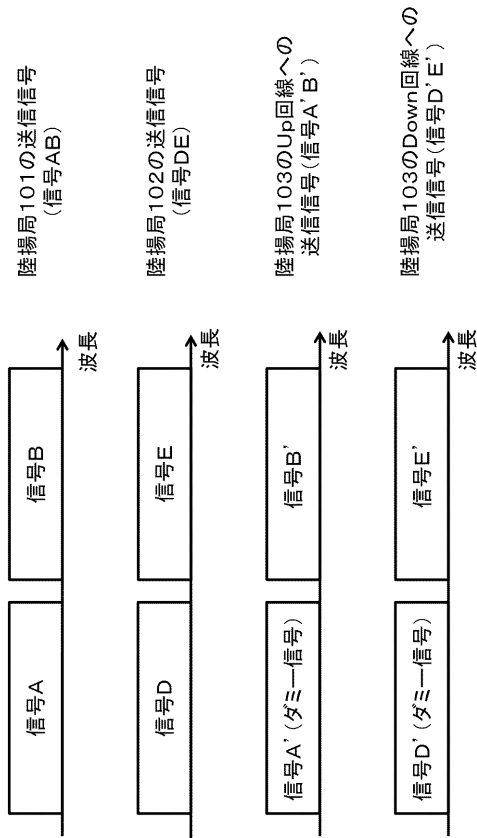 信号A
信号B
波長
陸揚局101の送信信号
(信号AB)
信号D
信号E
波長
陸揚局102の送信信号
(信号DE)
信号A'(ダミー信号)
信号B'
波長
陸揚局103のUp回線への
送信信号(信号A'B')
信号D'(ダミー信号)
信号E'
波長
陸揚局103のDown回線への
送信信号(信号D'E')